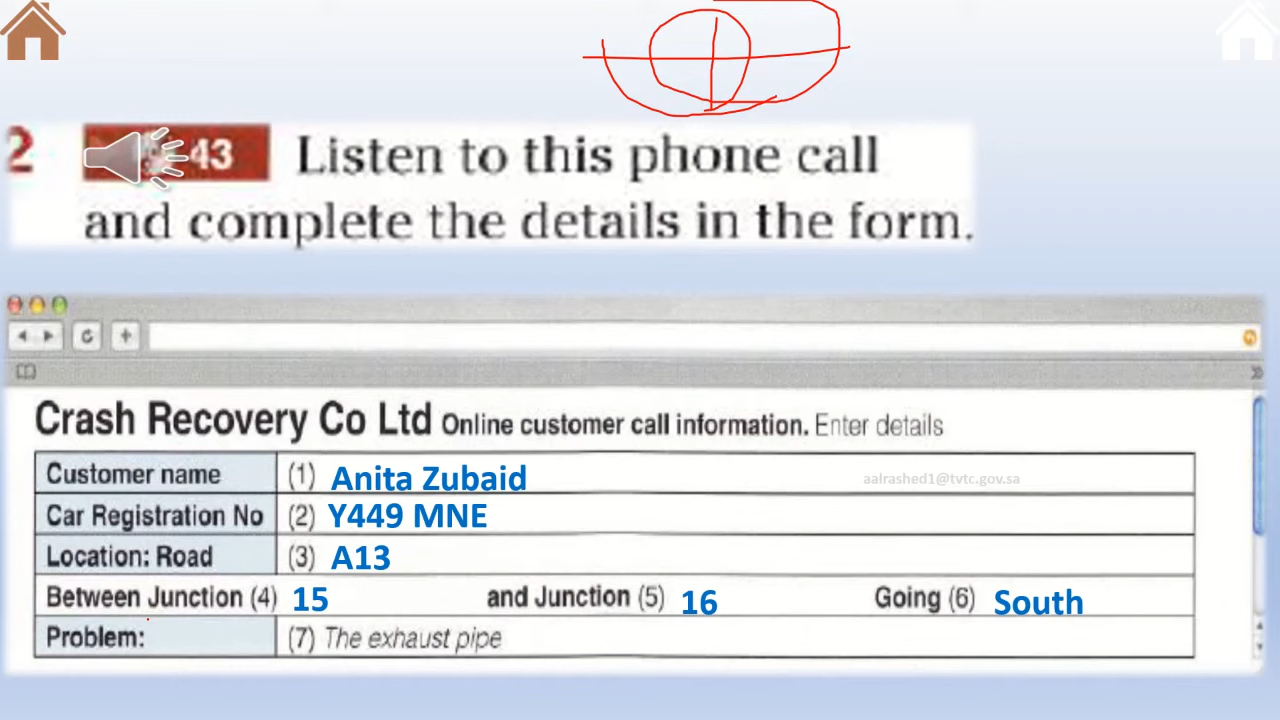 2 43 Listen to this phone call
and complete the details in the form.
Crash Recovery Co Ltd Online customer call information. Enter details
Customer name (1) Anita Zubaid aalrashed1@tvtc.gov.sa
Car Registration No (2) Y449 MNE
Location: Road (3) A13
Between Junction (4) 15 and Junction (5) 16 Going (6) South
Problem: (7) The exhaust pipe